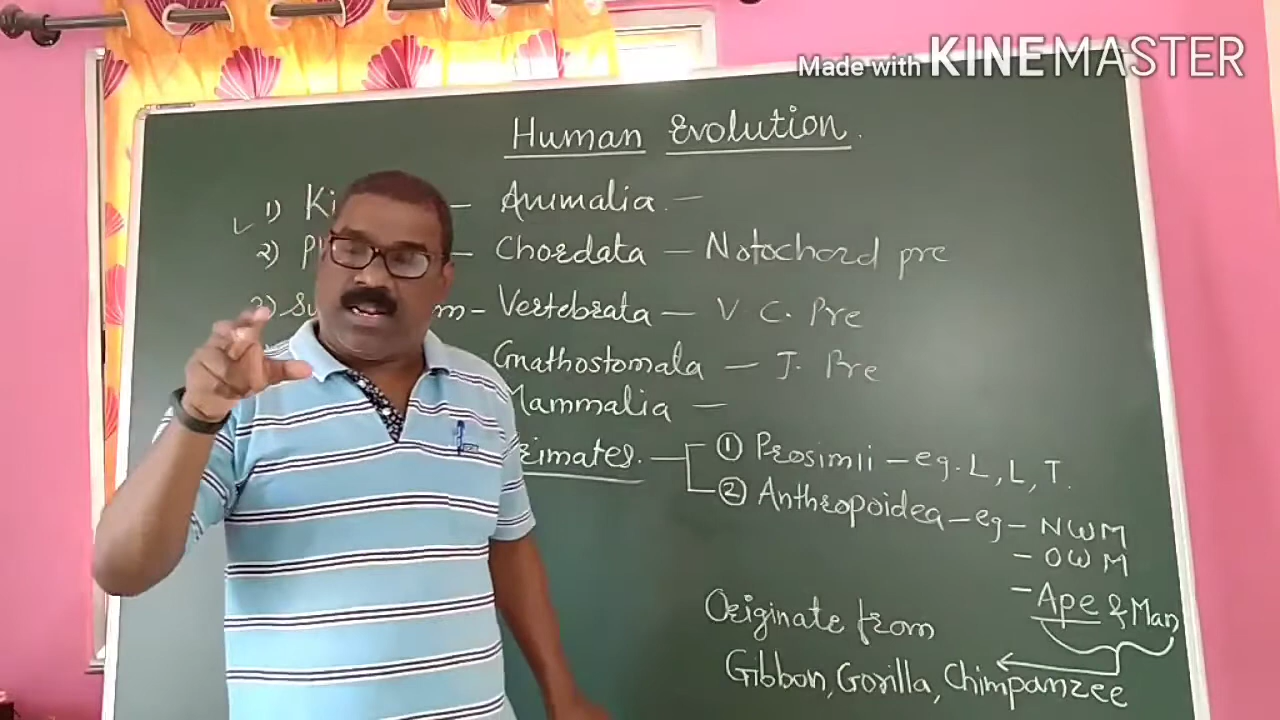 Made with KINEMASTER
Human Evolution.
1) Ki — Animalia. —
2) P — Chordata — Notochord pre
3) Su m - Vertebrata — V C. Pre
Gnathostomala — J. Pre
Mammalia —
rimates. — ① Prosimii — eg. L, L, T.
② Anthropoidea — eg — NWM
— OWM
— Ape & Man
Originate from
Gibbon, Gorilla, Chimpanzee